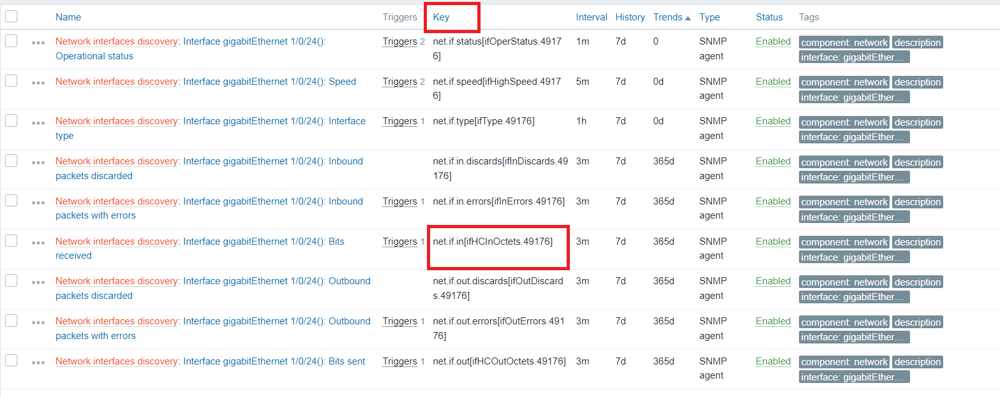 Name Triggers Key Interval History Trends Type Status Tags
Network interfaces discovery: Interface gigabitEthernet 1/0/24(): Triggers 2 net.if.status[ifOperStatus.4917 1m 7d 0 SNMP Enabled component: network description
Operational status 6] agent interface: gigabitEther...
Network interfaces discovery: Interface gigabitEthernet 1/0/24(): Speed Triggers 2 net.if.speed[ifHighSpeed.4917 5m 7d 0d SNMP Enabled component: network description
6] agent interface: gigabitEther...
Network interfaces discovery: Interface gigabitEthernet 1/0/24(): Interface Triggers 1 net.if.type[ifType.49176] 1h 7d 0d SNMP Enabled component: network description
type agent interface: gigabitEther...
Network interfaces discovery: Interface gigabitEthernet 1/0/24(): Inbound net.if.in.discards[ifInDiscards.49 3m 7d 365d SNMP Enabled component: network description
packets discarded 176] agent interface: gigabitEther...
Network interfaces discovery: Interface gigabitEthernet 1/0/24(): Inbound Triggers 1 net.if.in.errors[ifInErrors.49176] 3m 7d 365d SNMP Enabled component: network description
packets with errors agent interface: gigabitEther...
Network interfaces discovery: Interface gigabitEthernet 1/0/24(): Bits Triggers 1 net.if.in[ifHCInOctets.49176] 3m 7d 365d SNMP Enabled component: network description
received agent interface: gigabitEther...
Network interfaces discovery: Interface gigabitEthernet 1/0/24(): Outbound net.if.out.discards[ifOutDiscard 3m 7d 365d SNMP Enabled component: network description
packets discarded s.49176] agent interface: gigabitEther...
Network interfaces discovery: Interface gigabitEthernet 1/0/24(): Outbound Triggers 1 net.if.out.errors[ifOutErrors.491 3m 7d 365d SNMP Enabled component: network description
packets with errors 76] agent interface: gigabitEther...
Network interfaces discovery: Interface gigabitEthernet 1/0/24(): Bits sent Triggers 1 net.if.out[ifHCOutOctets.49176] 3m 7d 365d SNMP Enabled component: network description
agent interface: gigabitEther...